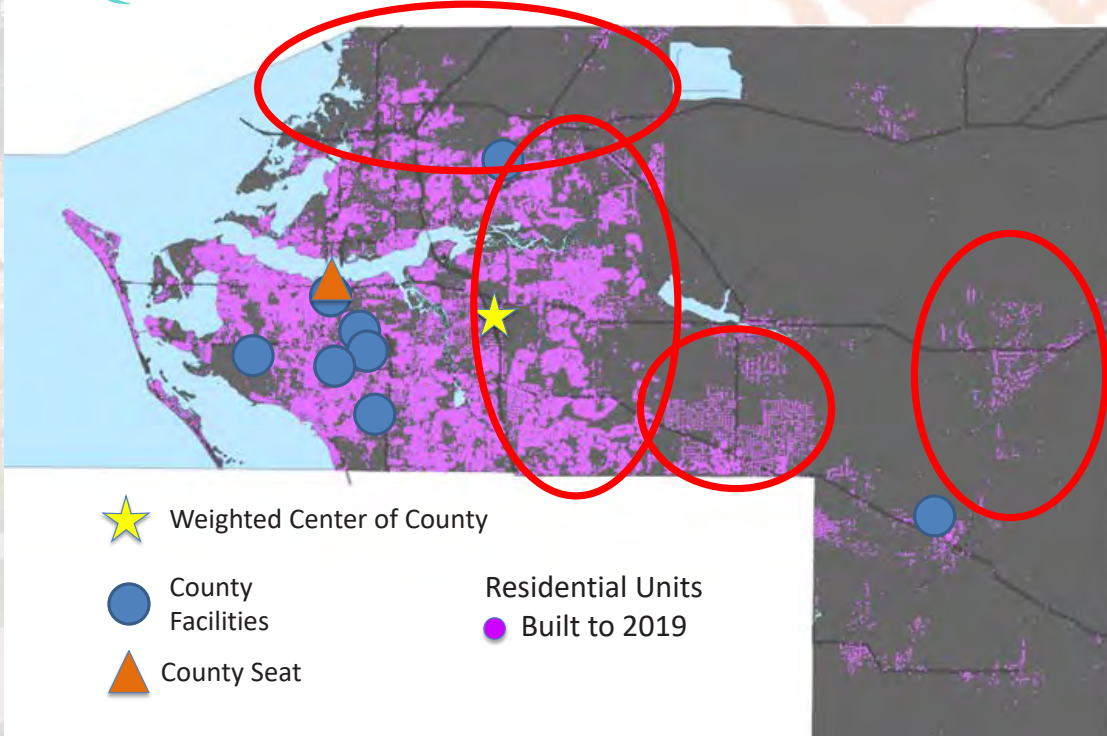 Weighted Center of County
County
Facilities
County Seat
Residential Units
Built to 2019